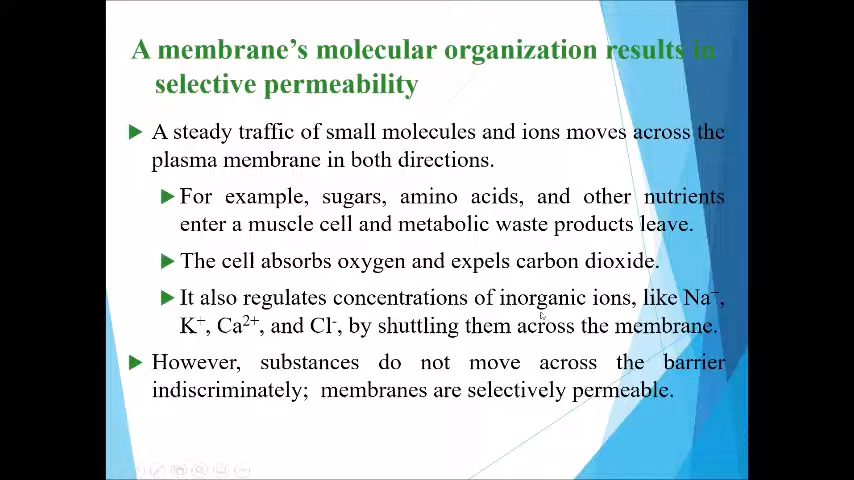 A membrane's molecular organization results in
selective permeability
A steady traffic of small molecules and ions moves across the
plasma membrane in both directions.
For example, sugars, amino acids, and other nutrients
enter a muscle cell and metabolic waste products leave.
The cell absorbs oxygen and expels carbon dioxide.
It also regulates concentrations of inorganic ions, like Na⁺,
K⁺, Ca²⁺, and Cl⁻, by shuttling them across the membrane.
However, substances do not move across the barrier
indiscriminately; membranes are selectively permeable.